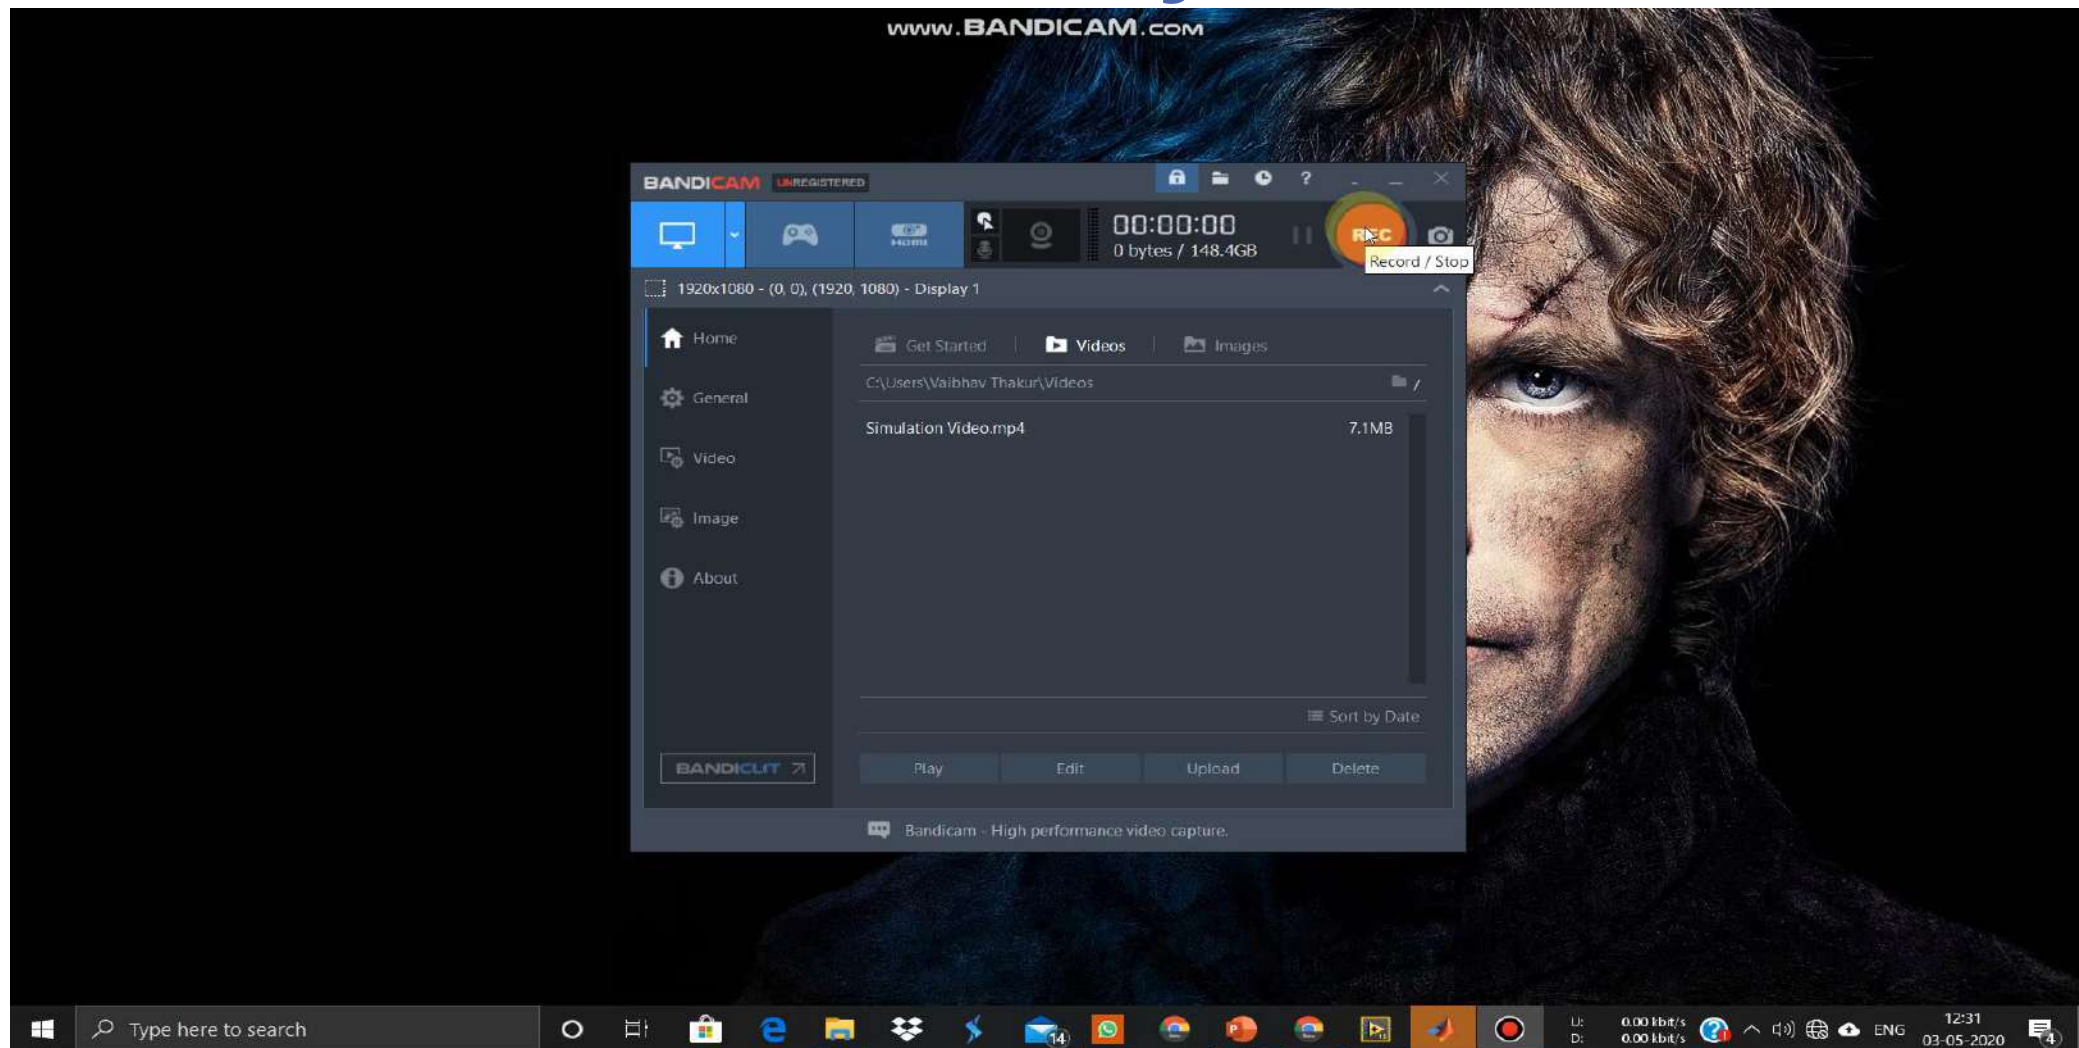 www.BANDICAM.com
BANDICAM UNREGISTERED
?
HDMI
00:00:00
0 bytes / 148.4GB
REC
Record / Stop
1920x1080 - (0, 0), (1920, 1080) - Display 1
Home
Get Started
Videos
Images
C:\Users\Vaibhav Thakur\Videos
General
Simulation Video.mp4
7.1MB
Video
Image
About
Sort by Date
BANDICUT
Play
Edit
Upload
Delete
Bandicam - High performance video capture.
Type here to search
14
U: 0.00 kbit/s
D: 0.00 kbit/s
ENG
12:31
03-05-2020
4